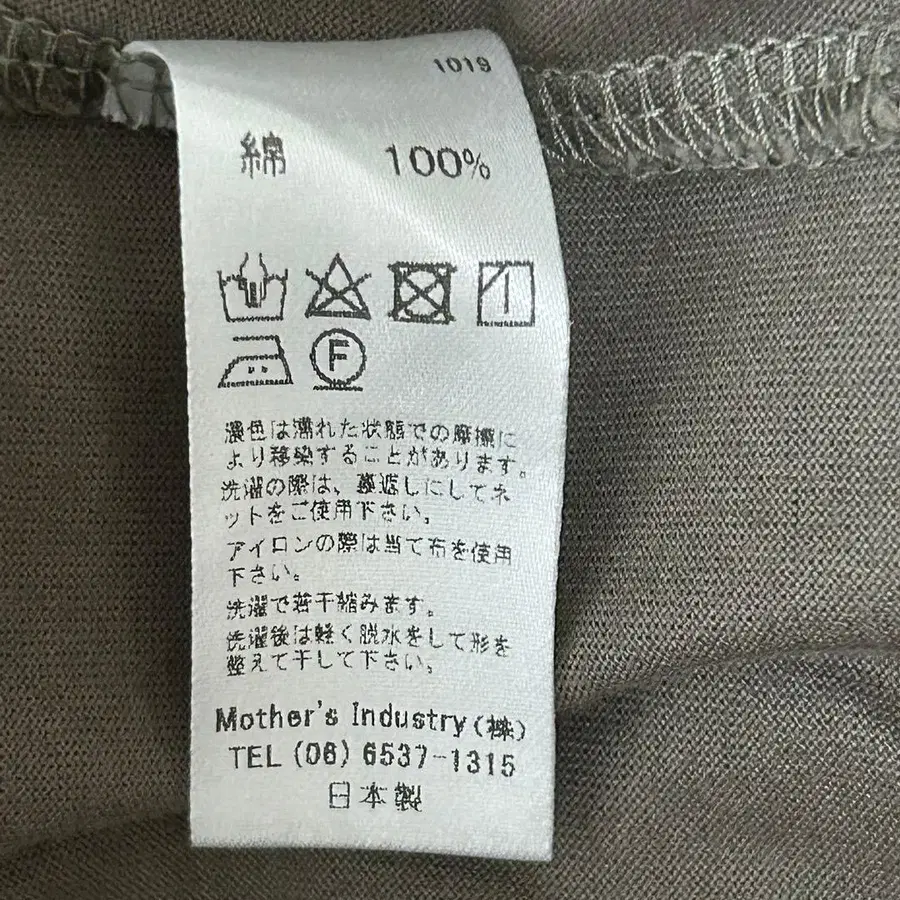 1019
綿 100%
F
濃色は濡れた状態での摩擦に
より移染することがあります。
洗濯の際は、裏返しにしてネ
ットをご使用下さい。
アイロンの際は当て布を使用
下さい。
洗濯で若干縮みます。
洗濯後は軽く脱水をして形を
整えて干して下さい。
Mother's Industry(株)
TEL (06) 6537-1315
日本製